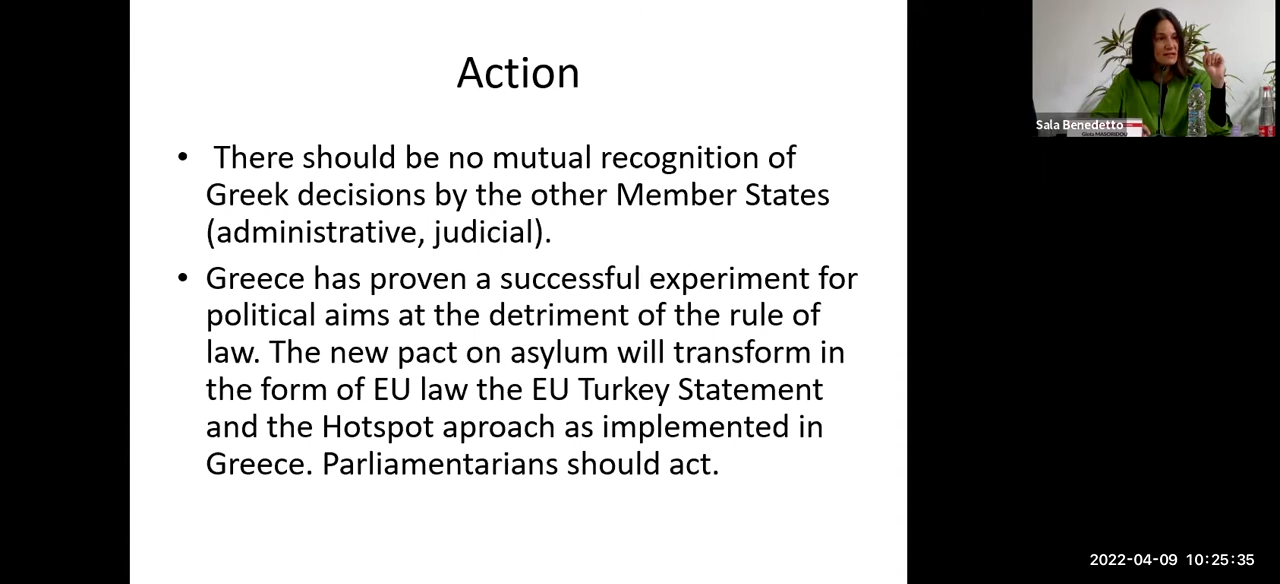 Action
• There should be no mutual recognition of
Greek decisions by the other Member States
(administrative, judicial).
• Greece has proven a successful experiment for
political aims at the detriment of the rule of
law. The new pact on asylum will transform in
the form of EU law the EU Turkey Statement
and the Hotspot aproach as implemented in
Greece. Parliamentarians should act.
Sala Benedetto
2022-04-09 10:25:35